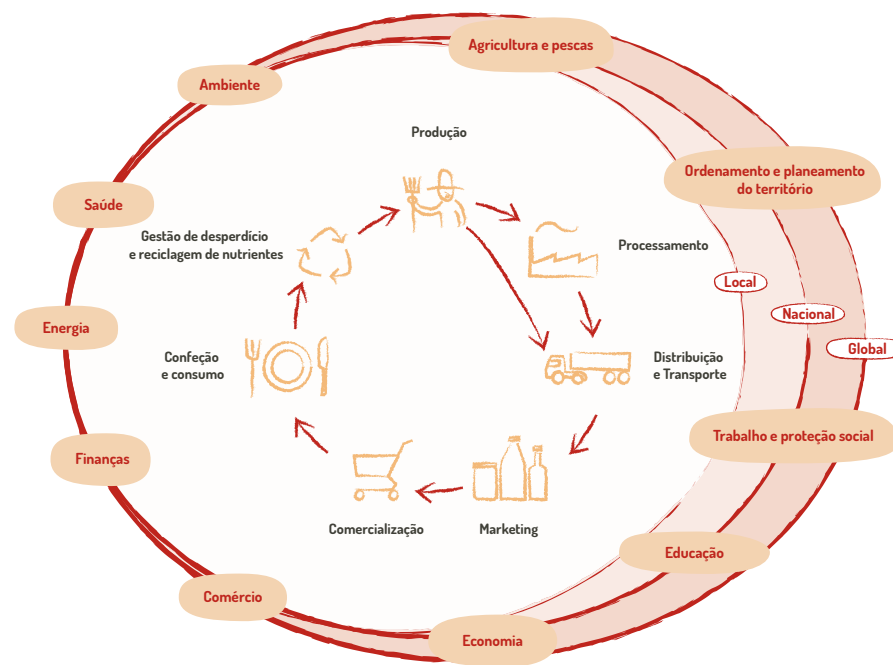 Agricultura e pescas
Ambiente
Produção
Ordenamento e planeamento
do território
Saúde
Gestão de desperdício
e reciclagem de nutrientes
Processamento
Local
Nacional
Energia
Global
Confeção
e consumo
Distribuição
e Transporte
Trabalho e proteção social
Finanças
Comercialização
Marketing
Educação
Comércio
Economia